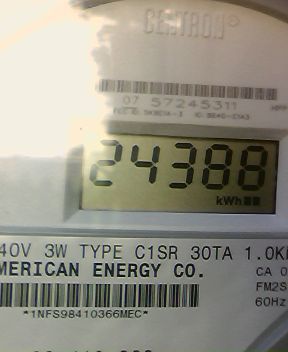 CENTRON®
07 57245311
24388
kWh
40V 3W TYPE C1SR 30TA 1.0K
MERICAN ENERGY CO.
CA 0
FM2S
60Hz
*1NFS98410366MEC*